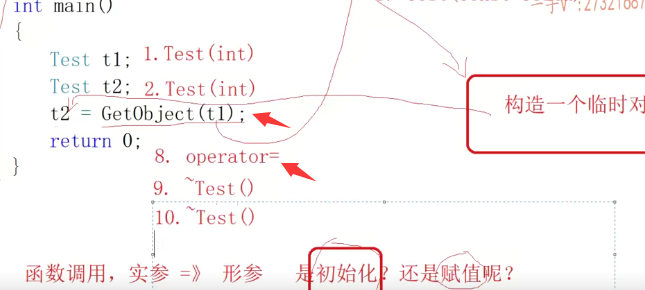 int main()
{
Test t1; 1.Test(int)
Test t2; 2.Test(int)
t2 = GetObject(t1);
构造一个临时对
return 0;
8. operator=
}
9. ~Test()
10.~Test()
函数调用，实参 =》 形参 是初始化？还是赋值呢？